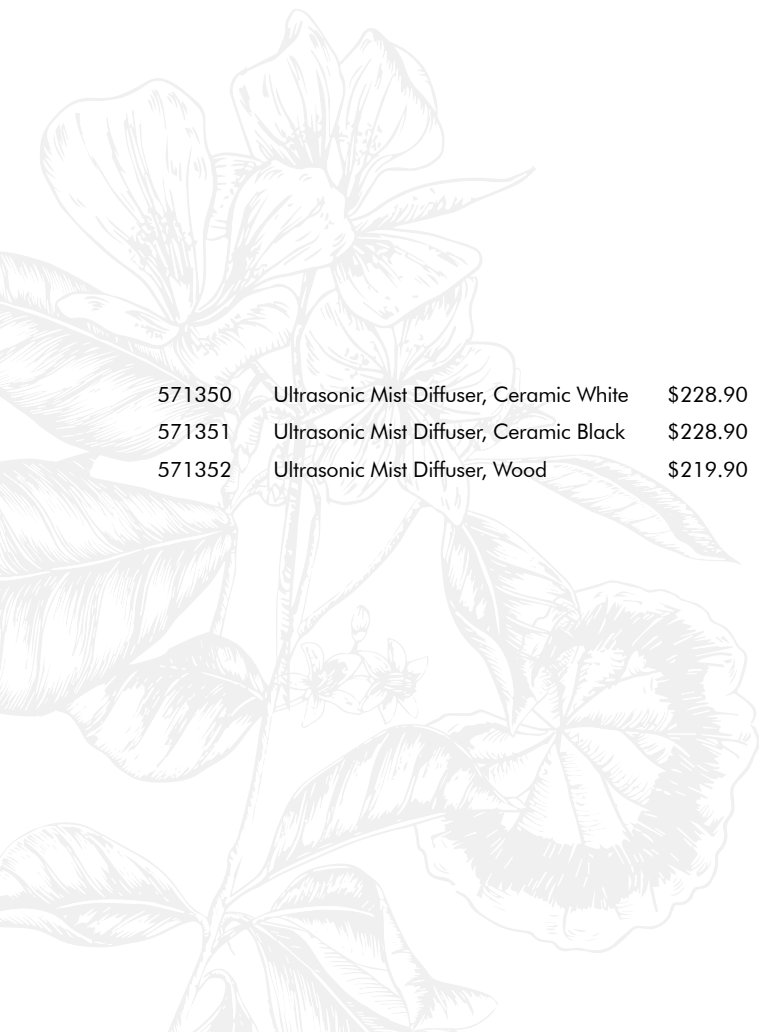 571350 Ultrasonic Mist Diffuser, Ceramic White $228.90
571351 Ultrasonic Mist Diffuser, Ceramic Black $228.90
571352 Ultrasonic Mist Diffuser, Wood $219.90